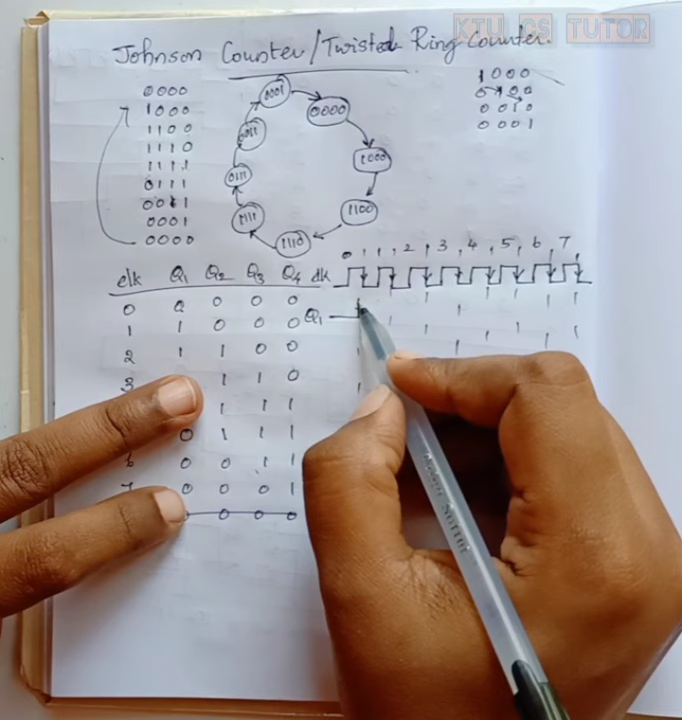 KTU CS TUTOR
Johnson Counter/Twisted Ring Counter.
0000
1000
1100
1110
1111
0111
0011
0001
0000
0001
0000
1000
1100
1110
1111
0111
0011
1000
0100
0010
0001
clk Q1 Q2 Q3 Q4
0 0 0 0 0
1 1 0 0 0
2 1 1 0 0
3 1 1 0
1 1 1
0 1 1 1
6 0 0 1 1
7 0 0 0 1
0 0 0
clk 0 1 2 3 4 5 6 7
Q1